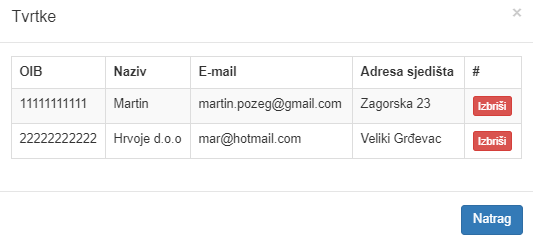 Tvrtke ×
OIB Naziv E-mail Adresa sjedišta #
11111111111 Martin martin.pozeg@gmail.com Zagorska 23 Izbriši
22222222222 Hrvoje d.o.o mar@hotmail.com Veliki Grđevac Izbriši
Natrag